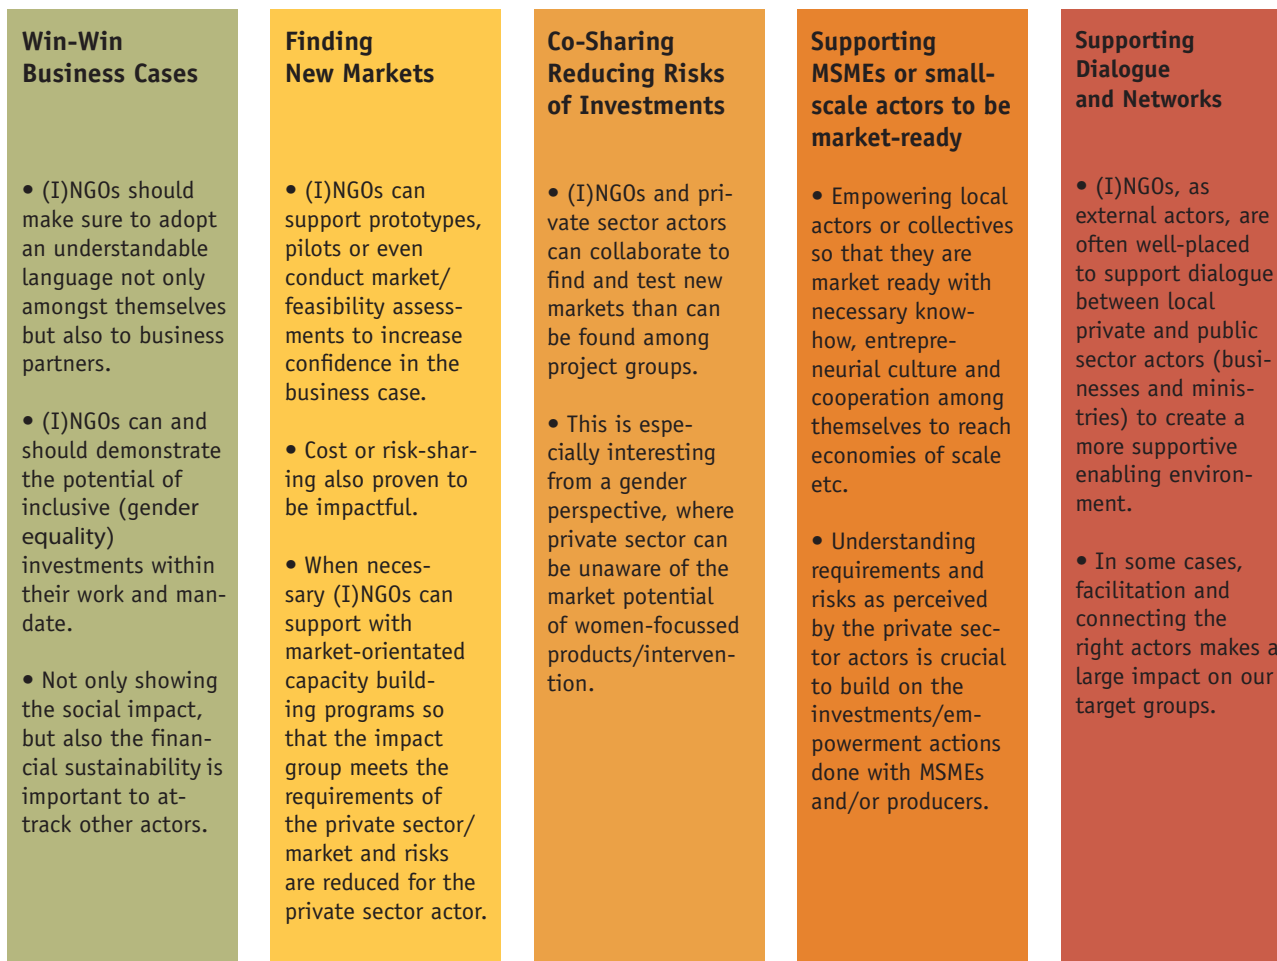 Win-Win
Business Cases
• (I)NGOs should
make sure to adopt
an understandable
language not only
amongst themselves
but also to business
partners.
• (I)NGOs can and
should demonstrate
the potential of
inclusive (gender
equality)
investments within
their work and man-
date.
• Not only showing
the social impact,
but also the finan-
cial sustainability is
important to at-
track other actors.
Finding
New Markets
• (I)NGOs can
support prototypes,
pilots or even
conduct market/
feasibility assess-
ments to increase
confidence in the
business case.
• Cost or risk-shar-
ing also proven to
be impactful.
• When neces-
sary (I)NGOs can
support with
market-orientated
capacity build-
ing programs so
that the impact
group meets the
requirements of
the private sector/
market and risks
are reduced for the
private sector actor.
Co-Sharing
Reducing Risks
of Investments
• (I)NGOs and pri-
vate sector actors
can collaborate to
find and test new
markets than can
be found among
project groups.
• This is espe-
cially interesting
from a gender
perspective, where
private sector can
be unaware of the
market potential
of women-focussed
products/interven-
tion.
Supporting
MSMEs or small-
scale actors to be
market-ready
• Empowering local
actors or collectives
so that they are
market ready with
necessary know-
how, entrepre-
neurial culture and
cooperation among
themselves to reach
economies of scale
etc.
• Understanding
requirements and
risks as perceived
by the private sec-
tor actors is crucial
to build on the
investments/em-
powerment actions
done with MSMEs
and/or producers.
Supporting
Dialogue
and Networks
• (I)NGOs, as
external actors, are
often well-placed
to support dialogue
between local
private and public
sector actors (busi-
nesses and minis-
tries) to create a
more supportive
enabling environ-
ment.
• In some cases,
facilitation and
connecting the
right actors makes a
large impact on our
target groups.